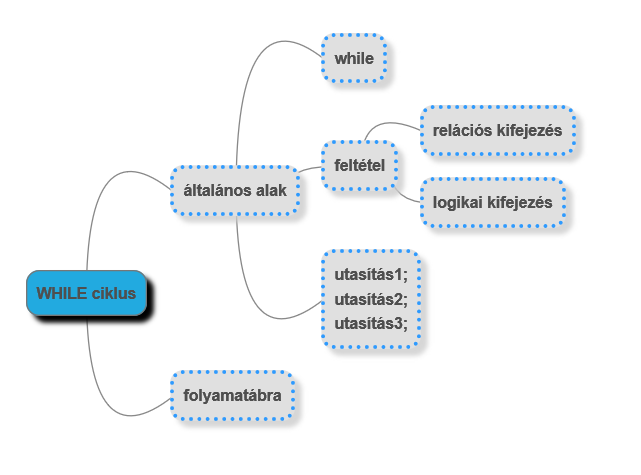 while
relációs kifejezés
feltétel
általános alak
logikai kifejezés
utasítás1;
utasítás2;
utasítás3;
WHILE ciklus
folyamatábra